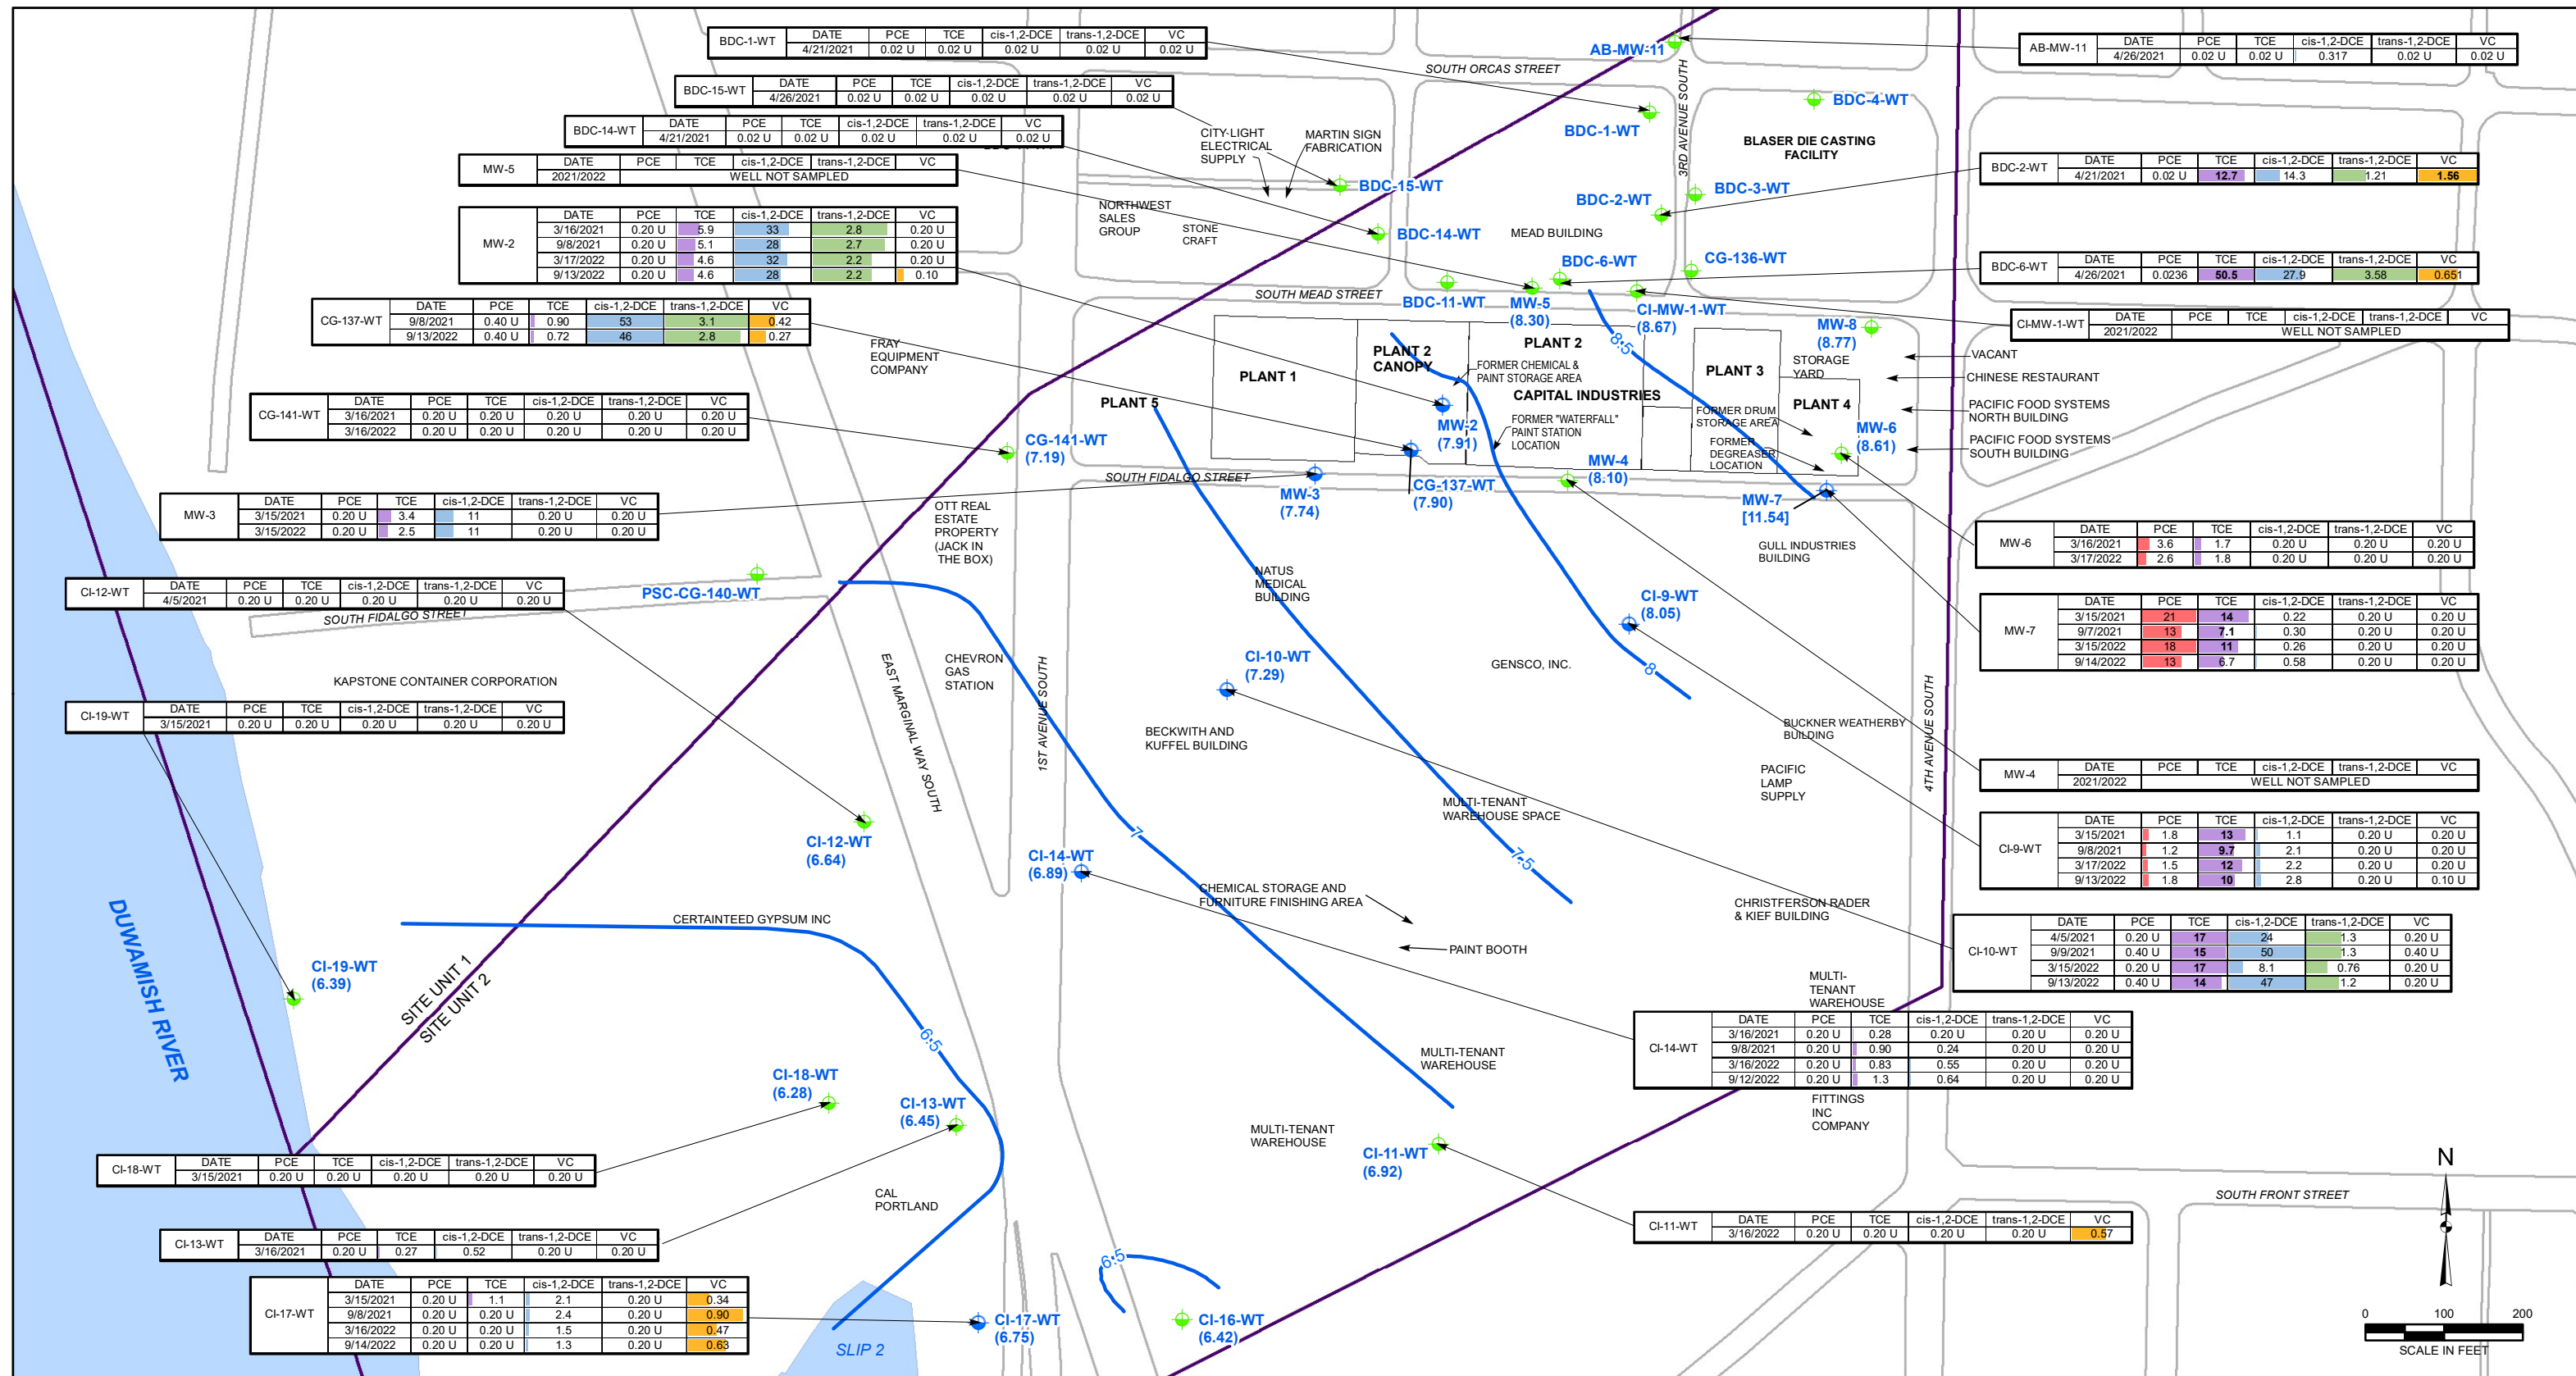 BDC-1-WT DATE PCE TCE cis-1,2-DCE trans-1,2-DCE VC
4/21/2021 0.02 U 0.02 U 0.02 U 0.02 U 0.02 U
BDC-15-WT DATE PCE TCE cis-1,2-DCE trans-1,2-DCE VC
4/26/2021 0.02 U 0.02 U 0.02 U 0.02 U 0.02 U
BDC-14-WT DATE PCE TCE cis-1,2-DCE trans-1,2-DCE VC
4/21/2021 0.02 U 0.02 U 0.02 U 0.02 U 0.02 U
MW-5 DATE PCE TCE cis-1,2-DCE trans-1,2-DCE VC
2021/2022 WELL NOT SAMPLED
MW-2 DATE PCE TCE cis-1,2-DCE trans-1,2-DCE VC
3/16/2021 0.20 U 5.9 33 2.8 0.20 U
9/8/2021 0.20 U 5.1 28 2.7 0.20 U
3/17/2022 0.20 U 4.6 32 2.2 0.20 U
9/13/2022 0.20 U 4.6 28 2.2 0.10
CG-137-WT DATE PCE TCE cis-1,2-DCE trans-1,2-DCE VC
9/8/2021 0.40 U 0.90 53 3.1 0.42
9/13/2022 0.40 U 0.72 46 2.8 0.27
CG-141-WT DATE PCE TCE cis-1,2-DCE trans-1,2-DCE VC
3/16/2021 0.20 U 0.20 U 0.20 U 0.20 U 0.20 U
3/16/2022 0.20 U 0.20 U 0.20 U 0.20 U 0.20 U
MW-3 DATE PCE TCE cis-1,2-DCE trans-1,2-DCE VC
3/15/2021 0.20 U 3.4 11 0.20 U 0.20 U
3/15/2022 0.20 U 2.5 11 0.20 U 0.20 U
CI-12-WT DATE PCE TCE cis-1,2-DCE trans-1,2-DCE VC
4/5/2021 0.20 U 0.20 U 0.20 U 0.20 U 0.20 U
CI-19-WT DATE PCE TCE cis-1,2-DCE trans-1,2-DCE VC
3/15/2021 0.20 U 0.20 U 0.20 U 0.20 U 0.20 U
CI-18-WT DATE PCE TCE cis-1,2-DCE trans-1,2-DCE VC
3/15/2021 0.20 U 0.20 U 0.20 U 0.20 U 0.20 U
CI-13-WT DATE PCE TCE cis-1,2-DCE trans-1,2-DCE VC
3/16/2021 0.20 U 0.27 0.52 0.20 U 0.20 U
CI-17-WT DATE PCE TCE cis-1,2-DCE trans-1,2-DCE VC
3/15/2021 0.20 U 1.1 2.1 0.20 U 0.34
9/8/2021 0.20 U 0.20 U 2.4 0.20 U 0.90
3/16/2022 0.20 U 0.20 U 1.5 0.20 U 0.47
9/14/2022 0.20 U 0.20 U 1.3 0.20 U 0.63
AB-MW-11 DATE PCE TCE cis-1,2-DCE trans-1,2-DCE VC
4/26/2021 0.02 U 0.02 U 0.317 0.02 U 0.02 U
BDC-2-WT DATE PCE TCE cis-1,2-DCE trans-1,2-DCE VC
4/21/2021 0.02 U 12.7 14.3 1.21 1.56
BDC-6-WT DATE PCE TCE cis-1,2-DCE trans-1,2-DCE VC
4/26/2021 0.0236 50.5 27.9 3.58 0.651
CI-MW-1-WT DATE PCE TCE cis-1,2-DCE trans-1,2-DCE VC
2021/2022 WELL NOT SAMPLED
MW-6 DATE PCE TCE cis-1,2-DCE trans-1,2-DCE VC
3/16/2021 3.6 1.7 0.20 U 0.20 U 0.20 U
3/17/2022 2.6 1.8 0.20 U 0.20 U 0.20 U
MW-7 DATE PCE TCE cis-1,2-DCE trans-1,2-DCE VC
3/15/2021 21 14 0.22 0.20 U 0.20 U
9/7/2021 13 7.1 0.30 0.20 U 0.20 U
3/15/2022 18 11 0.26 0.20 U 0.20 U
9/14/2022 13 6.7 0.58 0.20 U 0.20 U
MW-4 DATE PCE TCE cis-1,2-DCE trans-1,2-DCE VC
2021/2022 WELL NOT SAMPLED
CI-9-WT DATE PCE TCE cis-1,2-DCE trans-1,2-DCE VC
3/15/2021 1.8 13 1.1 0.20 U 0.20 U
9/8/2021 1.2 9.7 2.1 0.20 U 0.20 U
3/17/2022 1.5 12 2.2 0.20 U 0.20 U
9/13/2022 1.8 10 2.8 0.20 U 0.10 U
CI-10-WT DATE PCE TCE cis-1,2-DCE trans-1,2-DCE VC
4/5/2021 0.20 U 17 24 1.3 0.20 U
9/9/2021 0.40 U 15 50 1.3 0.40 U
3/15/2022 0.20 U 17 8.1 0.76 0.20 U
9/13/2022 0.40 U 14 47 1.2 0.20 U
CI-14-WT DATE PCE TCE cis-1,2-DCE trans-1,2-DCE VC
3/16/2021 0.20 U 0.28 0.20 U 0.20 U 0.20 U
9/8/2021 0.20 U 0.90 0.24 0.20 U 0.20 U
3/16/2022 0.20 U 0.83 0.55 0.20 U 0.20 U
9/12/2022 0.20 U 1.3 0.64 0.20 U 0.20 U
CI-11-WT DATE PCE TCE cis-1,2-DCE trans-1,2-DCE VC
3/16/2022 0.20 U 0.20 U 0.20 U 0.20 U 0.57
AB-MW-11
SOUTH ORCAS STREET
3RD AVENUE SOUTH
BDC-4-WT
BDC-1-WT
BLASER DIE CASTING
FACILITY
CITY-LIGHT
ELECTRICAL
SUPPLY
MARTIN SIGN
FABRICATION
BDC-15-WT
BDC-3-WT
BDC-2-WT
NORTHWEST
SALES
GROUP
STONE
CRAFT
BDC-14-WT
MEAD BUILDING
BDC-6-WT
CG-136-WT
SOUTH MEAD STREET
BDC-11-WT
MW-5
(8.30)
CI-MW-1-WT
(8.67)
MW-8
(8.77)
FRAY
EQUIPMENT
COMPANY
PLANT 1
PLANT 2
CANOPY
PLANT 2
8.5
PLANT 3
STORAGE
YARD
VACANT
CHINESE RESTAURANT
PACIFIC FOOD SYSTEMS
NORTH BUILDING
PACIFIC FOOD SYSTEMS
SOUTH BUILDING
FORMER CHEMICAL &
PAINT STORAGE AREA
CAPITAL INDUSTRIES
PLANT 5
PLANT 4
FORMER DRUM
STORAGE AREA
FORMER "WATERFALL"
PAINT STATION
LOCATION
FORMER
DEGREASER
LOCATION
MW-2
(7.91)
MW-6
(8.61)
CG-141-WT
(7.19)
MW-4
(8.10)
SOUTH FIDALGO STREET
MW-3
(7.74)
CG-137-WT
(7.90)
MW-7
[11.54]
OTT REAL
ESTATE
PROPERTY
(JACK IN
THE BOX)
GULL INDUSTRIES
BUILDING
NATUS
MEDICAL
BUILDING
PSC-CG-140-WT
SOUTH FIDALGO STREET
CI-9-WT
(8.05)
CI-10-WT
(7.29)
GENSCO, INC.
8
CHEVRON
GAS
STATION
KAPSTONE CONTAINER CORPORATION
EAST MARGINAL WAY SOUTH
1ST AVENUE SOUTH
4TH AVENUE SOUTH
BECKWITH AND
KUFFEL BUILDING
BUCKNER WEATHERBY
BUILDING
PACIFIC
LAMP
SUPPLY
MULTI-TENANT
WAREHOUSE SPACE
CI-12-WT
(6.64)
7
7.5
CI-14-WT
(6.89)
CHEMICAL STORAGE AND
FURNITURE FINISHING AREA
CHRISTFERSON RADER
& KIEF BUILDING
CERTAINTEED GYPSUM INC
PAINT BOOTH
CI-19-WT
(6.39)
SITE UNIT 1
SITE UNIT 2
DUWAMISH RIVER
MULTI-
TENANT
WAREHOUSE
6.5
MULTI-TENANT
WAREHOUSE
CI-18-WT
(6.28)
CI-13-WT
(6.45)
FITTINGS
INC
COMPANY
MULTI-TENANT
WAREHOUSE
CI-11-WT
(6.92)
CAL
PORTLAND
SOUTH FRONT STREET
N
6.5
CI-17-WT
(6.75)
CI-16-WT
(6.42)
SLIP 2
0 100 200
SCALE IN FEET